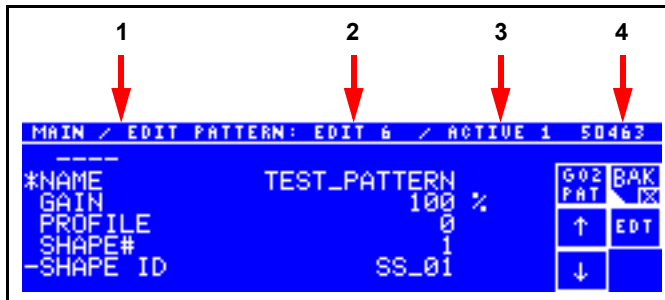 1 2 3 4
MAIN / EDIT PATTERN: EDIT 6 / ACTIVE 1 50463
----
*NAME TEST_PATTERN
GAIN 100 %
PROFILE 0
SHAPE# 1
-SHAPE ID SS_01
GO2 PAT
BAK
↑
EDT
↓